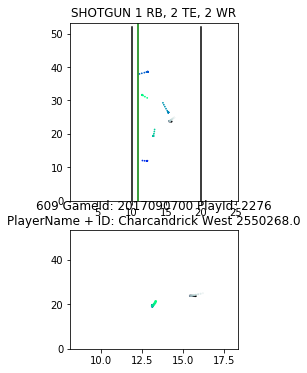 SHOTGUN 1 RB, 2 TE, 2 WR
50
40
30
20
10
0
5 10 15 20 25
609 GameId: 2017090700 PlayId: 2276
PlayerName + ID: Charcandrick West 2550268.0
40
20
0
10.0 12.5 15.0 17.5